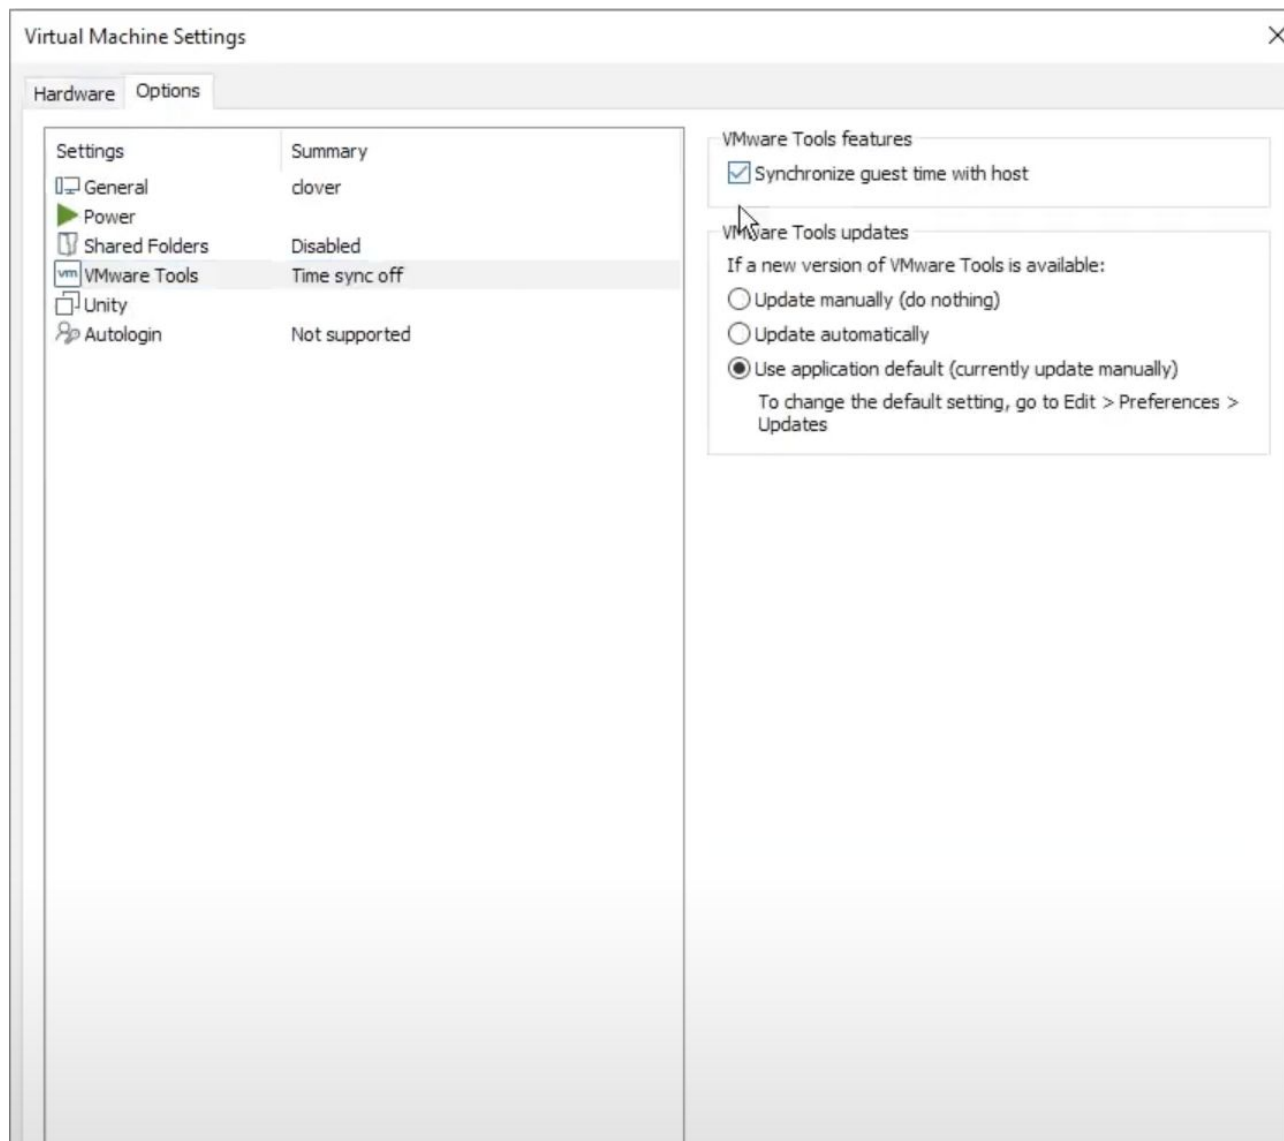 Virtual Machine Settings
Hardware
Options
Settings
Summary
General
clover
Power
Shared Folders
Disabled
vm VMware Tools
Time sync off
Unity
Autologin
Not supported
VMware Tools features
Synchronize guest time with host
VMware Tools updates
If a new version of VMware Tools is available:
Update manually (do nothing)
Update automatically
Use application default (currently update manually)
To change the default setting, go to Edit > Preferences >
Updates